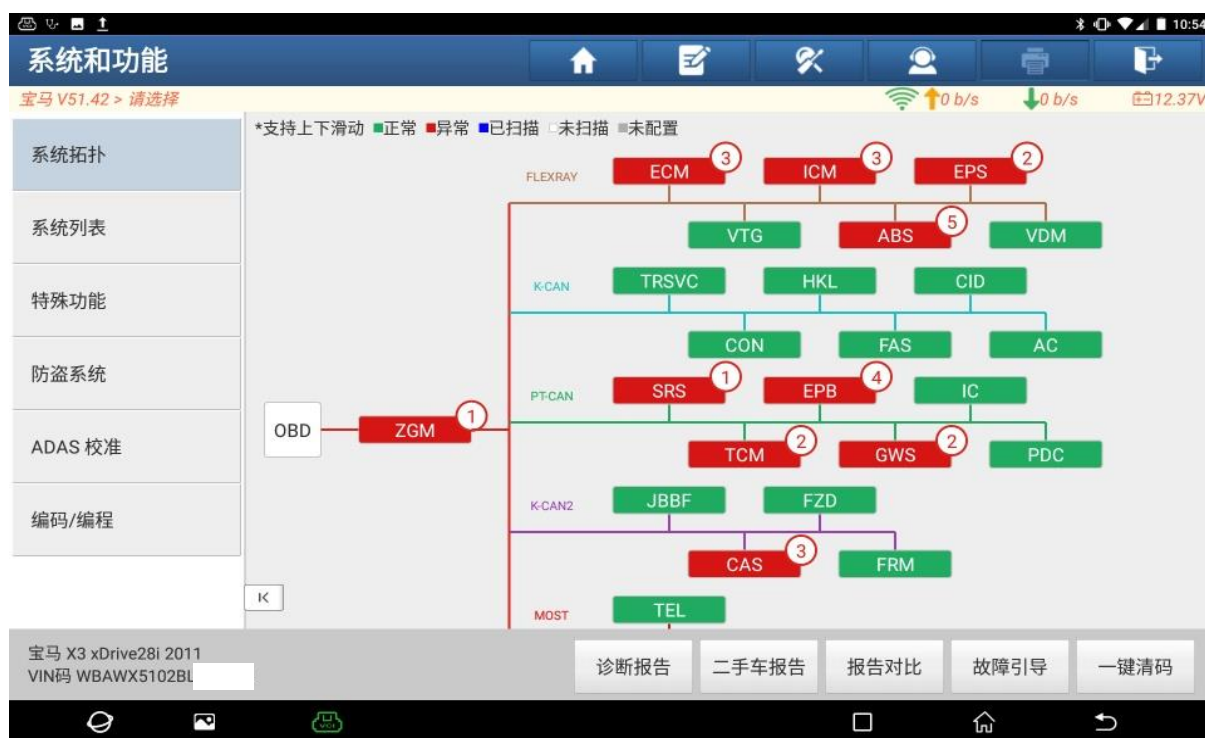 10:54
系统和功能
宝马 V51.42 > 请选择
0 b/s
0 b/s
12.37V
系统拓扑
系统列表
特殊功能
防盗系统
ADAS 校准
编码/编程
*支持上下滑动 正常 异常 已扫描 未扫描 未配置
OBD
ZGM 1
FLEXRAY
ECM 3
ICM 3
EPS 2
VTG
ABS 5
VDM
K-CAN
TRSVC
HKL
CID
CON
FAS
AC
PT-CAN
SRS 1
EPB 4
IC
TCM 2
GWS 2
PDC
K-CAN2
JBBF
FZD
CAS 3
FRM
MOST
TEL
宝马 X3 xDrive28i 2011
VIN码 WBAWX5102BL
诊断报告
二手车报告
报告对比
故障引导
一键清码